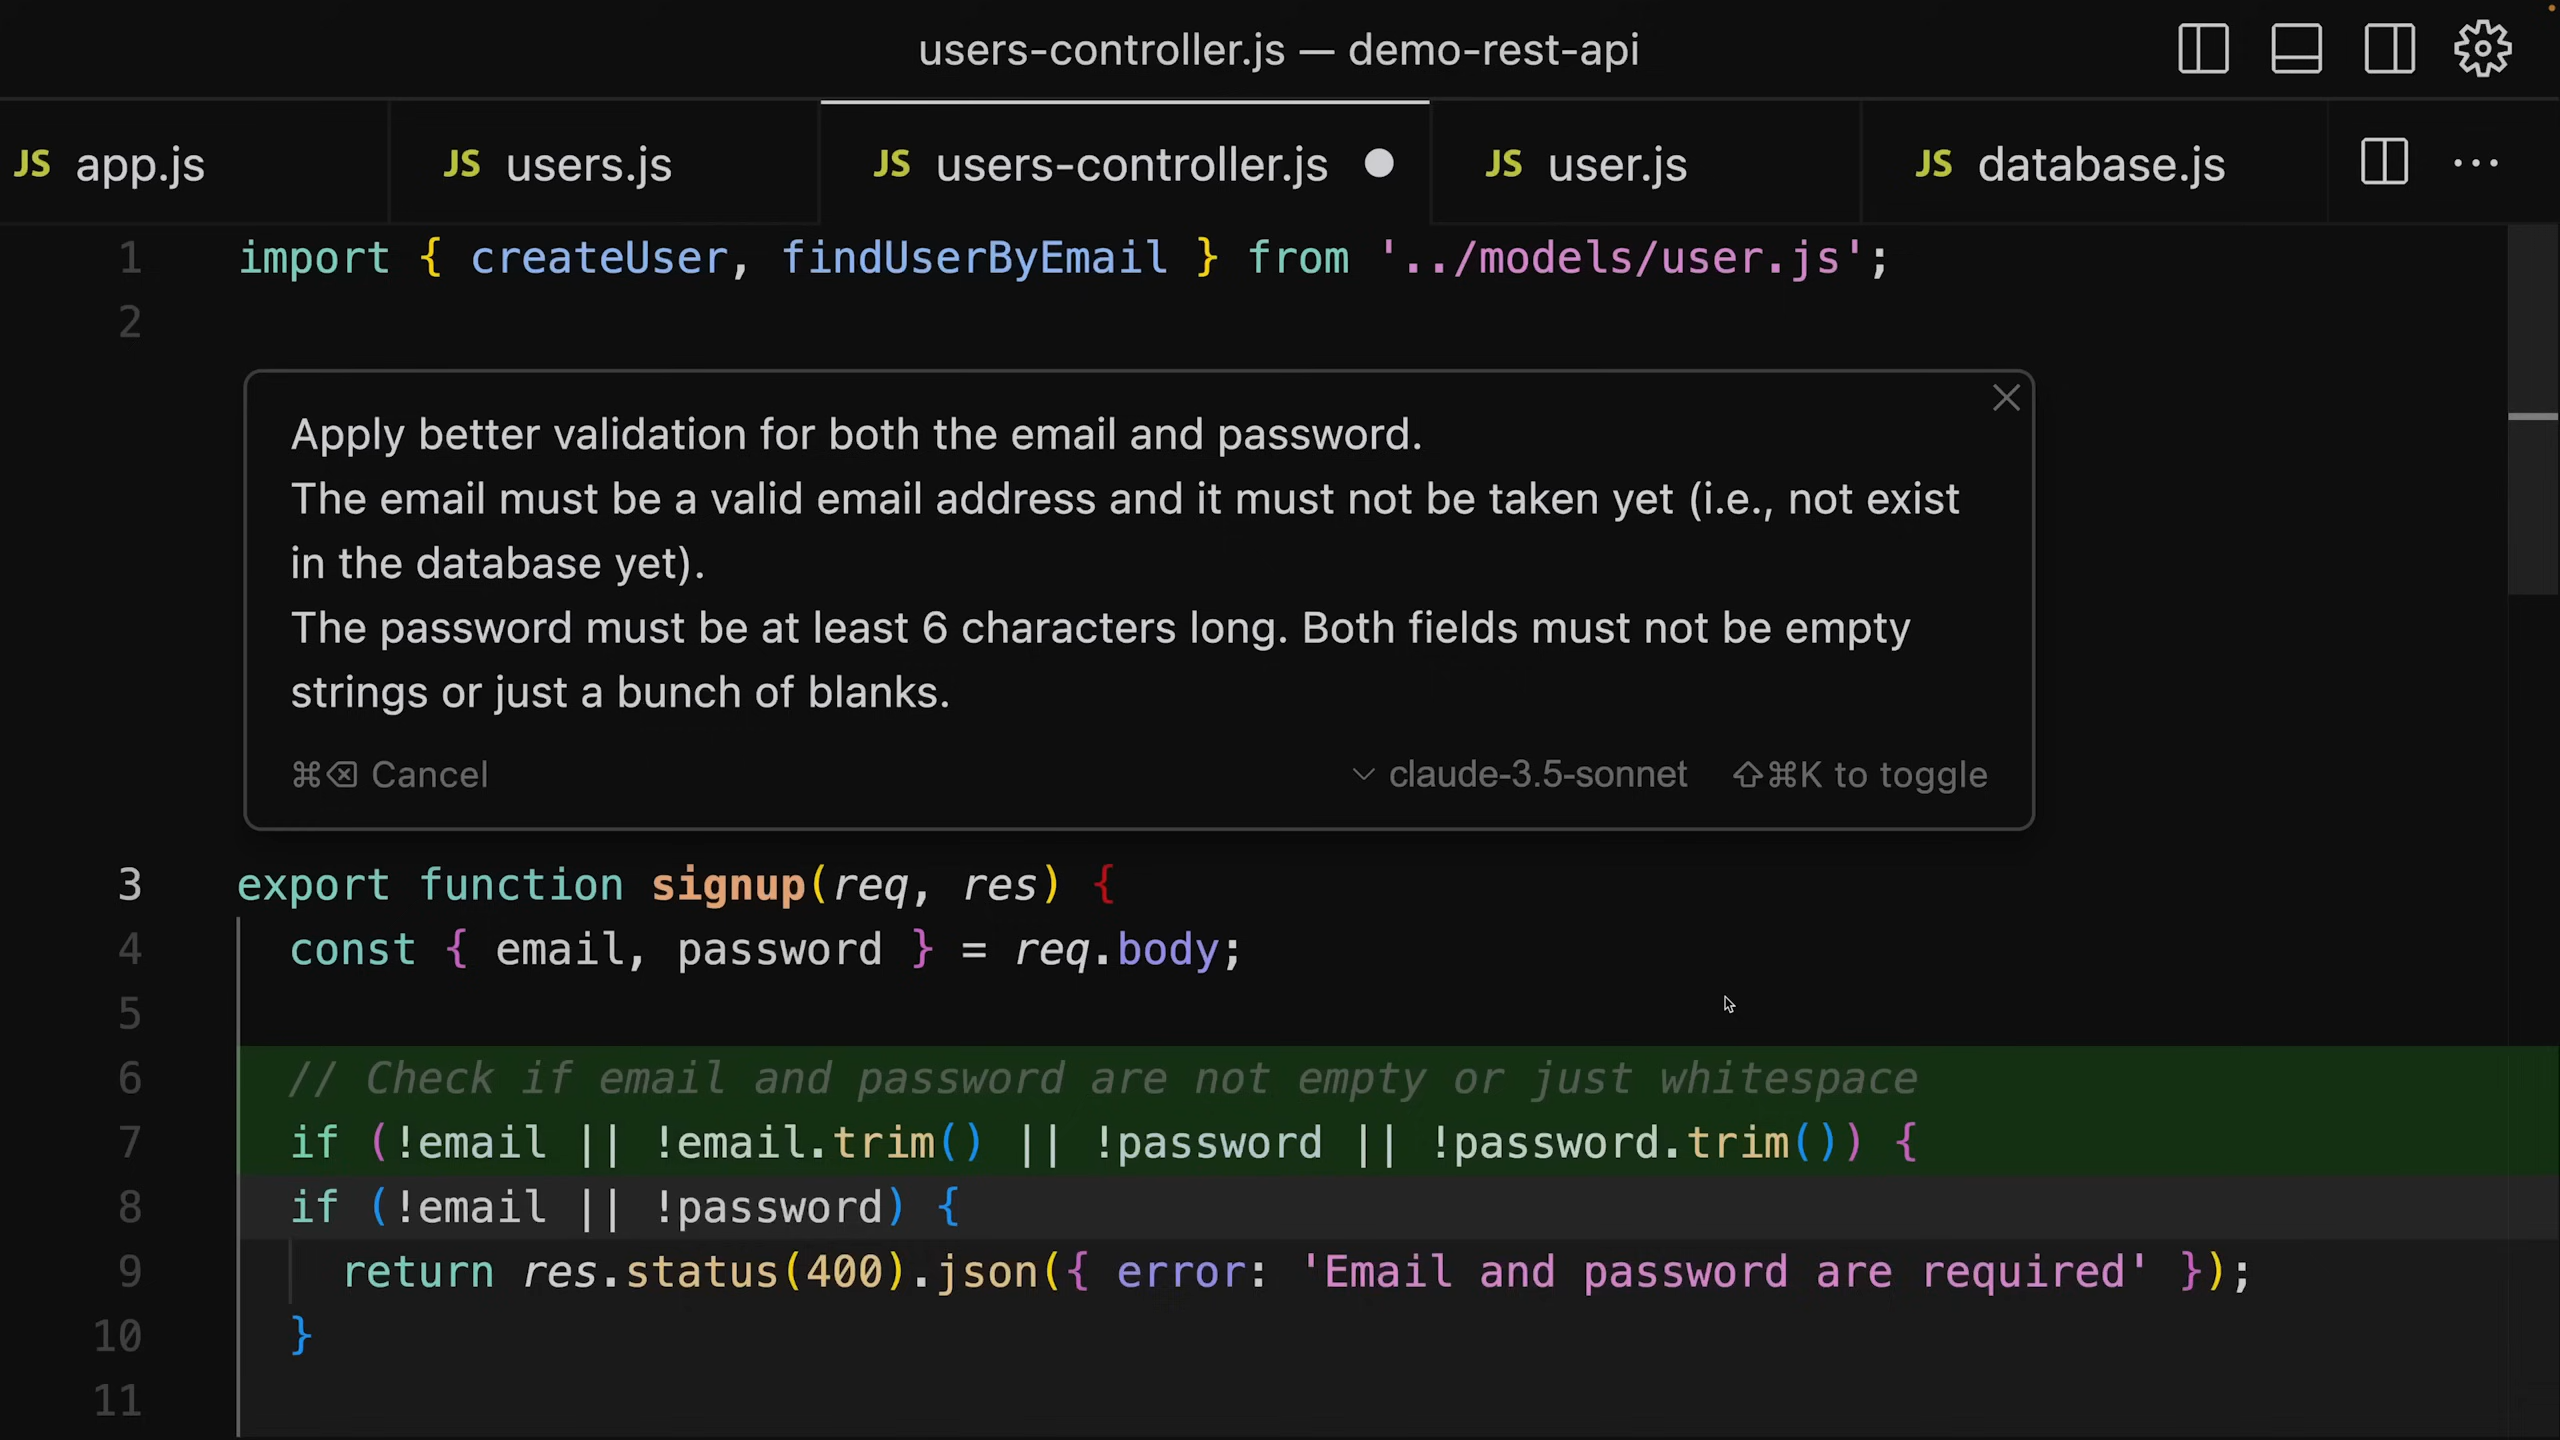 users-controller.js — demo-rest-api
JS app.js
JS users.js
JS users-controller.js
JS user.js
JS database.js
1 import { createUser, findUserByEmail } from '../models/user.js';
2
Apply better validation for both the email and password.
The email must be a valid email address and it must not be taken yet (i.e., not exist
in the database yet).
The password must be at least 6 characters long. Both fields must not be empty
strings or just a bunch of blanks.
⌘⌫ Cancel
claude-3.5-sonnet ⇧⌘K to toggle
3 export function signup(req, res) {
4 const { email, password } = req.body;
5
6 // Check if email and password are not empty or just whitespace
7 if (!email || !email.trim() || !password || !password.trim()) {
8 if (!email || !password) {
9 return res.status(400).json({ error: 'Email and password are required' });
10 }
11